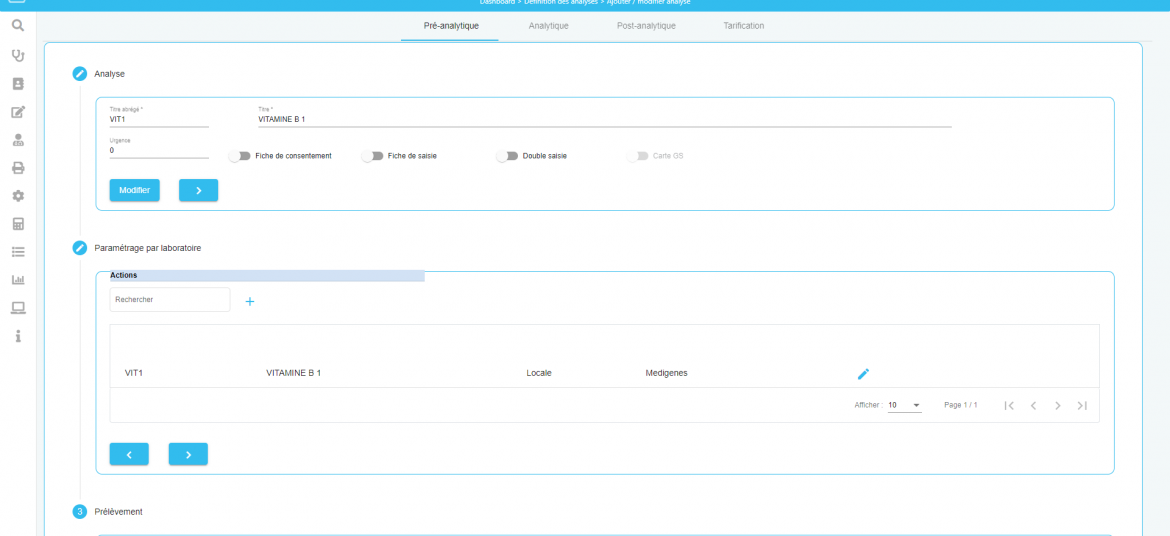 Dashboard > Définition des analyses > Ajouter / modifier analyse
Pré-analytique Analytique Post-analytique Tarification
Analyse
Titre abrégé * Titre *
VIT1 VITAMINE B 1
Urgence
0
Fiche de consentement Fiche de saisie Double saisie Carte GS
Modifier
Paramétrage par laboratoire
Actions
Rechercher
VIT1 VITAMINE B 1 Locale Medigenes
Afficher : 10 Page 1 / 1
3 Prélèvement